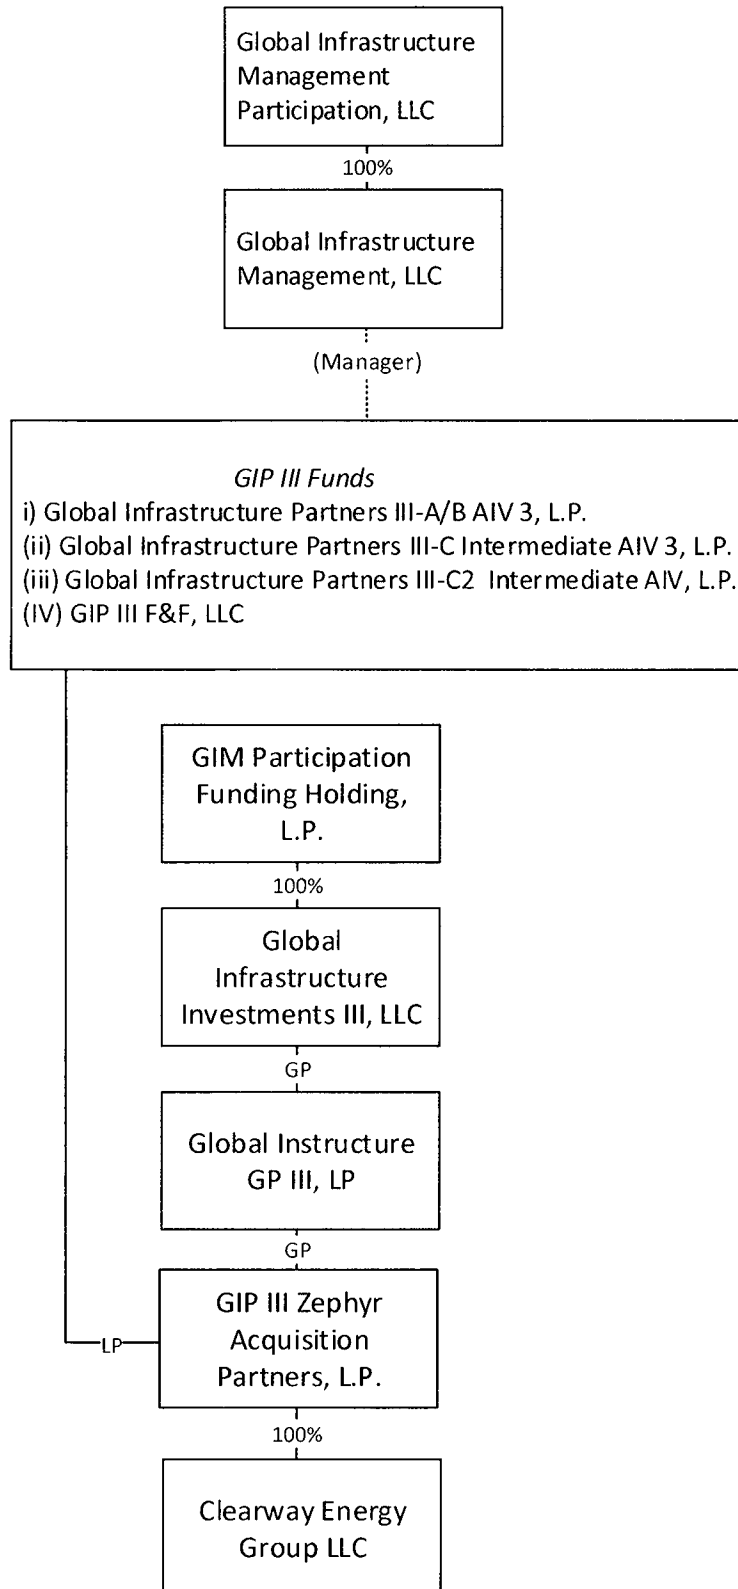 Global Infrastructure
Management
Participation, LLC
100%
Global Infrastructure
Management, LLC
(Manager)
GIP III Funds
i) Global Infrastructure Partners III-A/B AIV 3, L.P.
(ii) Global Infrastructure Partners III-C Intermediate AIV 3, L.P.
(iii) Global Infrastructure Partners III-C2 Intermediate AIV, L.P.
(IV) GIP III F&F, LLC
GIM Participation
Funding Holding,
L.P.
100%
Global
Infrastructure
Investments III, LLC
GP
Global Instructure
GP III, LP
GP
GIP III Zephyr
Acquisition
Partners, L.P.
LP
100%
Clearway Energy
Group LLC